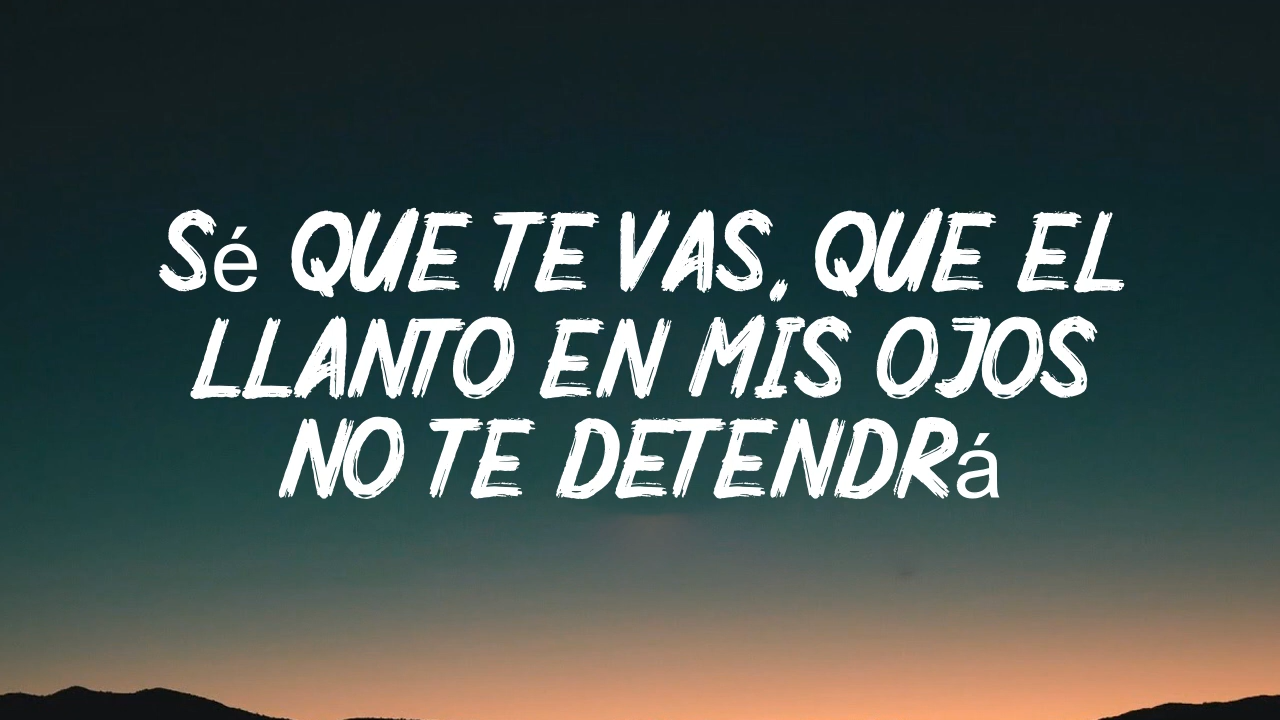 Sé QUE TE VAS, QUE EL
LLANTO EN MIS OJOS
NO TE DETENDRá